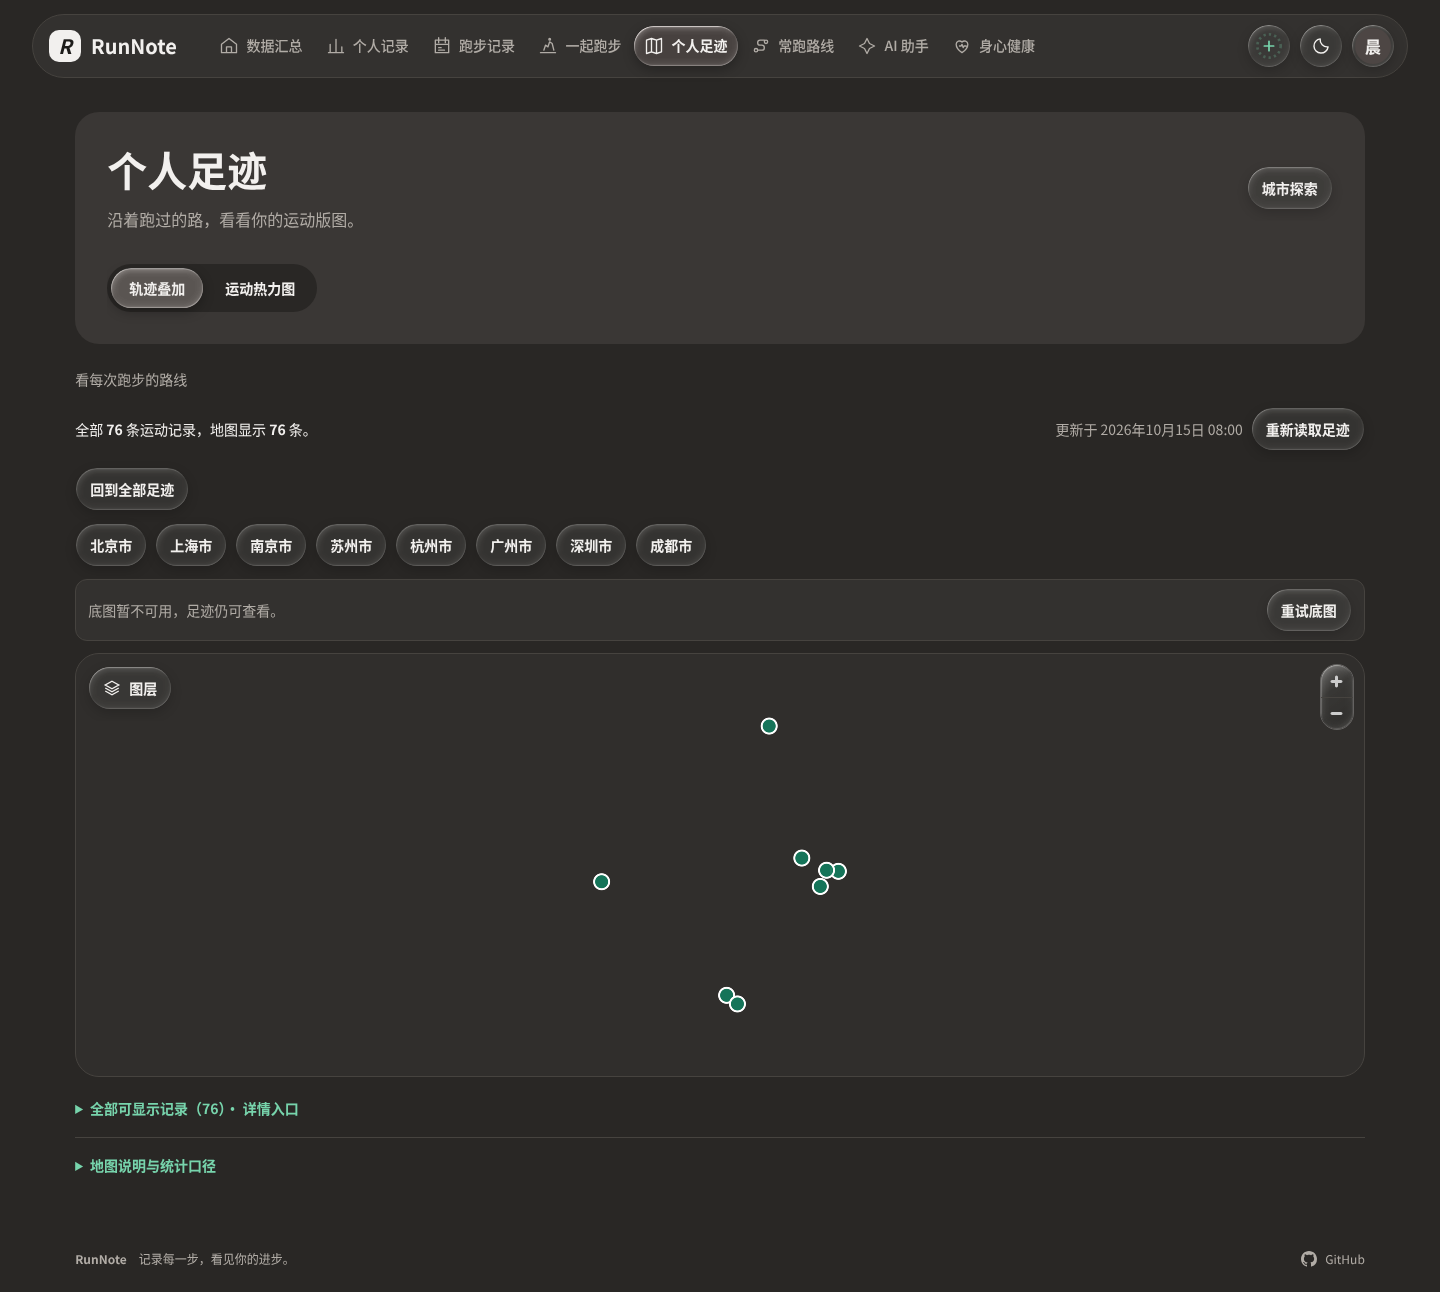 R RunNote 数据汇总 个人记录 跑步记录 一起跑步 个人足迹 常跑路线 AI 助手 身心健康 晨
个人足迹
沿着跑过的路，看看你的运动版图。
城市探索
轨迹叠加 运动热力图
看每次跑步的路线
全部 76 条运动记录，地图显示 76 条。 更新于 2026年10月15日 08:00 重新读取足迹
回到全部足迹
北京市 上海市 南京市 苏州市 杭州市 广州市 深圳市 成都市
底图暂不可用，足迹仍可查看。 重试底图
图层
全部可显示记录（76）· 详情入口
地图说明与统计口径
RunNote 记录每一步，看见你的进步。 GitHub